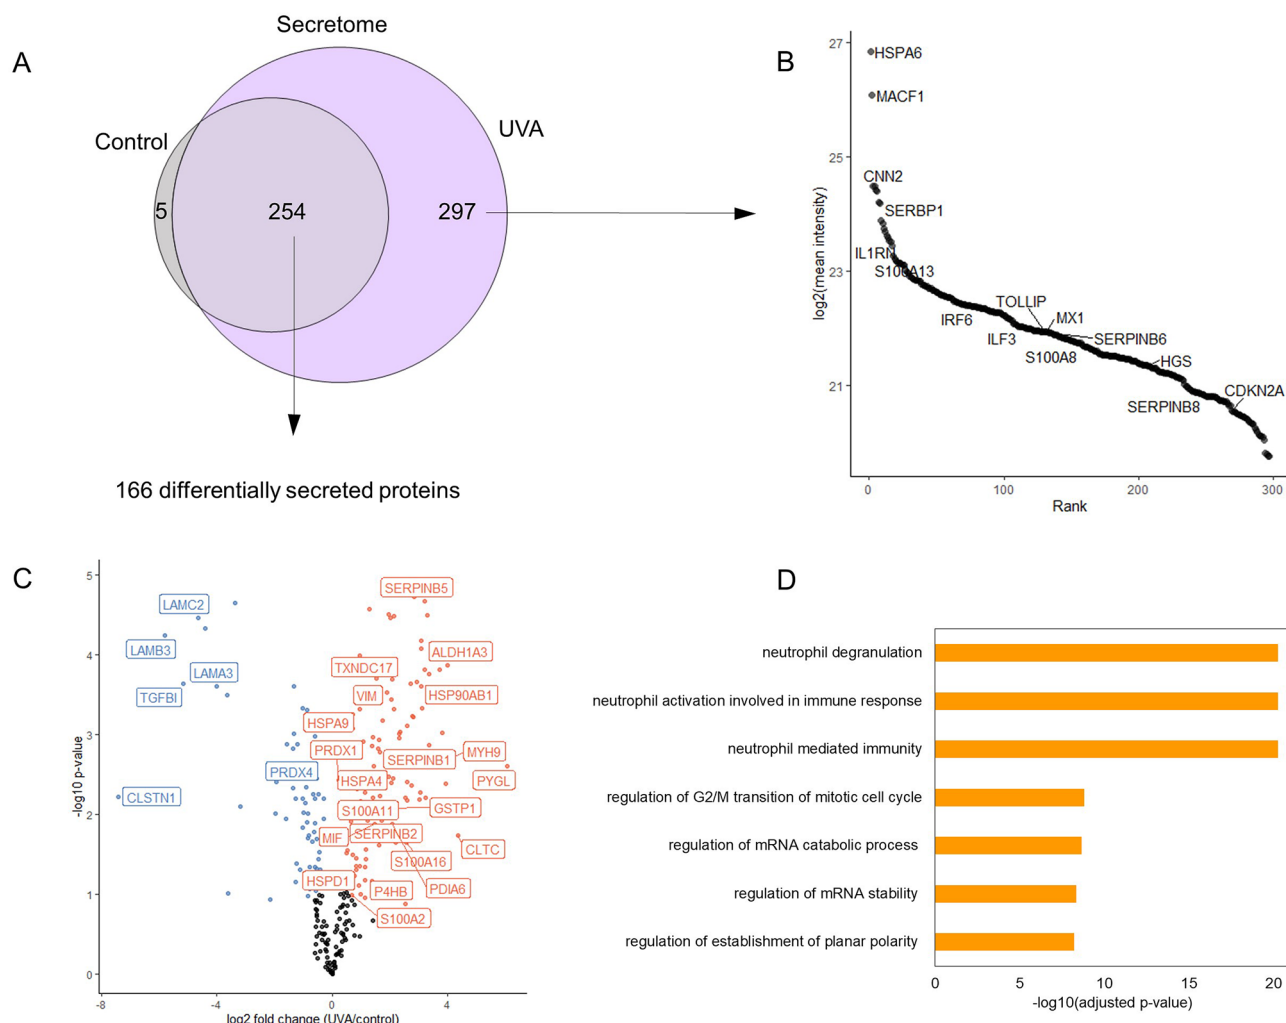 A
Secretome
Control
UVA
5
254
297
166 differentially secreted proteins
B
log2(mean intensity)
27
25
23
21
HSPA6
MACF1
CNN2
SERBP1
IL1RN
S100A13
TOLLIP
MX1
IRF6
ILF3
SERPINB6
S100A8
HGS
SERPINB8
CDKN2A
0
100
200
300
Rank
C
-log10 p-value
5
4
3
2
1
0
SERPINB5
LAMC2
LAMB3
ALDH1A3
TXNDC17
LAMA3
TGFBI
VIM
HSP90AB1
HSPA9
PRDX1
SERPINB1
MYH9
PRDX4
HSPA4
PYGL
CLSTN1
S100A11
GSTP1
MIF
SERPINB2
CLTC
S100A16
HSPD1
P4HB
PDIA6
S100A2
-8
-4
0
4
log2 fold change (UVA/control)
D
neutrophil degranulation
neutrophil activation involved in immune response
neutrophil mediated immunity
regulation of G2/M transition of mitotic cell cycle
regulation of mRNA catabolic process
regulation of mRNA stability
regulation of establishment of planar polarity
0
5
10
15
20
-log10(adjusted p-value)